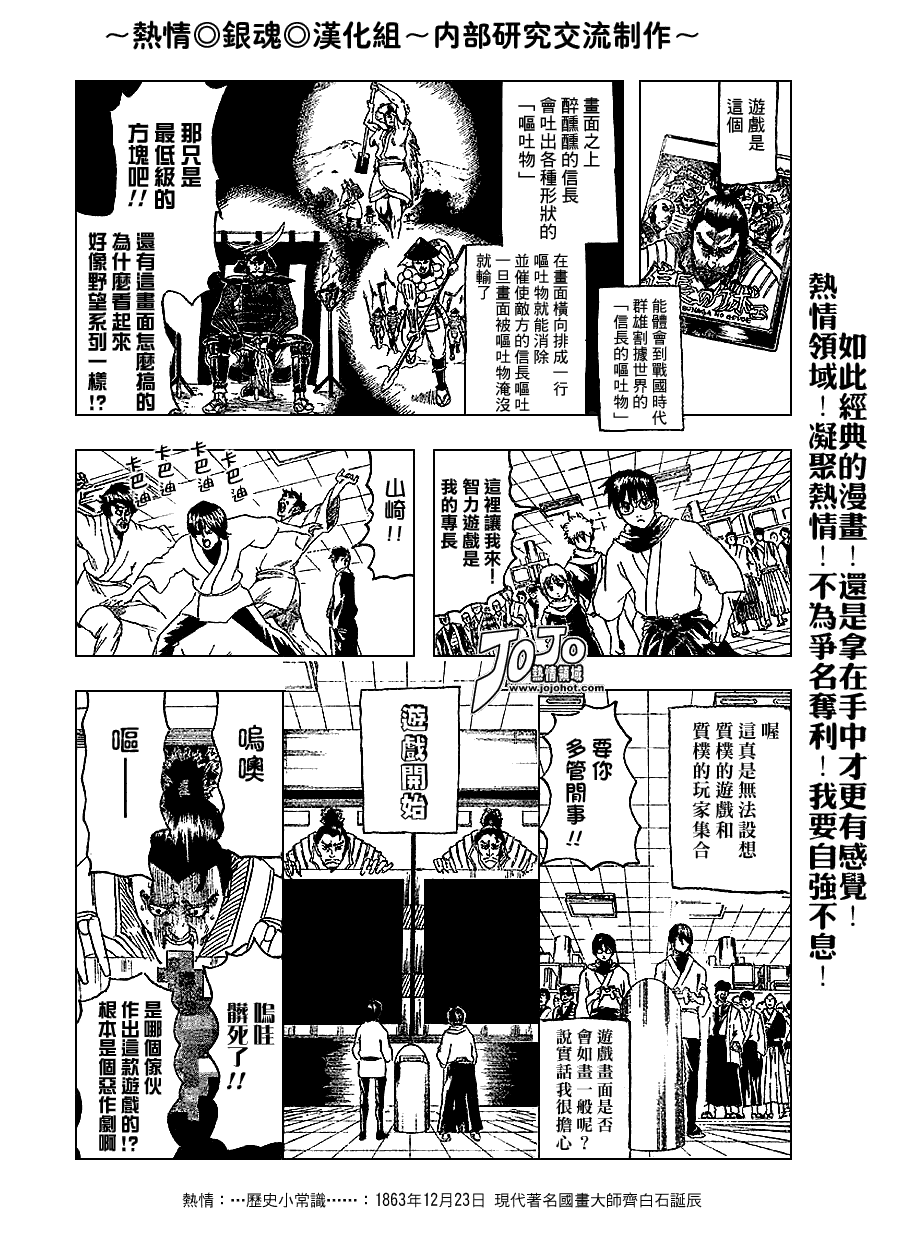 ～熱情◎銀魂◎漢化組～内部研究交流制作～
遊戲是
這個
能體會到戰國時代
群雄割據世界的
「信長的嘔吐物」
畫面之上
醉醺醺的信長
會吐出各種形狀的
「嘔吐物」
在畫面橫向排成一行
嘔吐物就能消除
並催使敵方的信長嘔吐
一旦畫面被嘔吐物淹沒
就輸了
那只是
最低級的
方塊吧!!
還有這畫面怎麼搞的
為什麼看起來
好像野望系列一樣!?
這裡讓我來!
智力遊戲是
我的專長
山崎!!
卡巴迪
卡巴迪
卡巴迪
卡巴迪
JOJO
熱情領域
www.jojohot.com
喔
這真是無法設想
質樸的遊戲和
質樸的玩家集合
要你
多管閒事!!
遊戲畫面是否
會如畫一般呢?
說實話我很擔心
遊戲開始
嗚噢
嘔——
嗚哇
髒死了!!
是哪個傢伙
作出這款遊戲的!?
根本是個惡作劇啊
如此經典的漫畫!還是拿在手中才更有感覺!
熱情領域!凝聚熱情!不為爭名奪利!我要自強不息!
熱情：…歷史小常識……：1863年12月23日 現代著名國畫大師齊白石誕辰